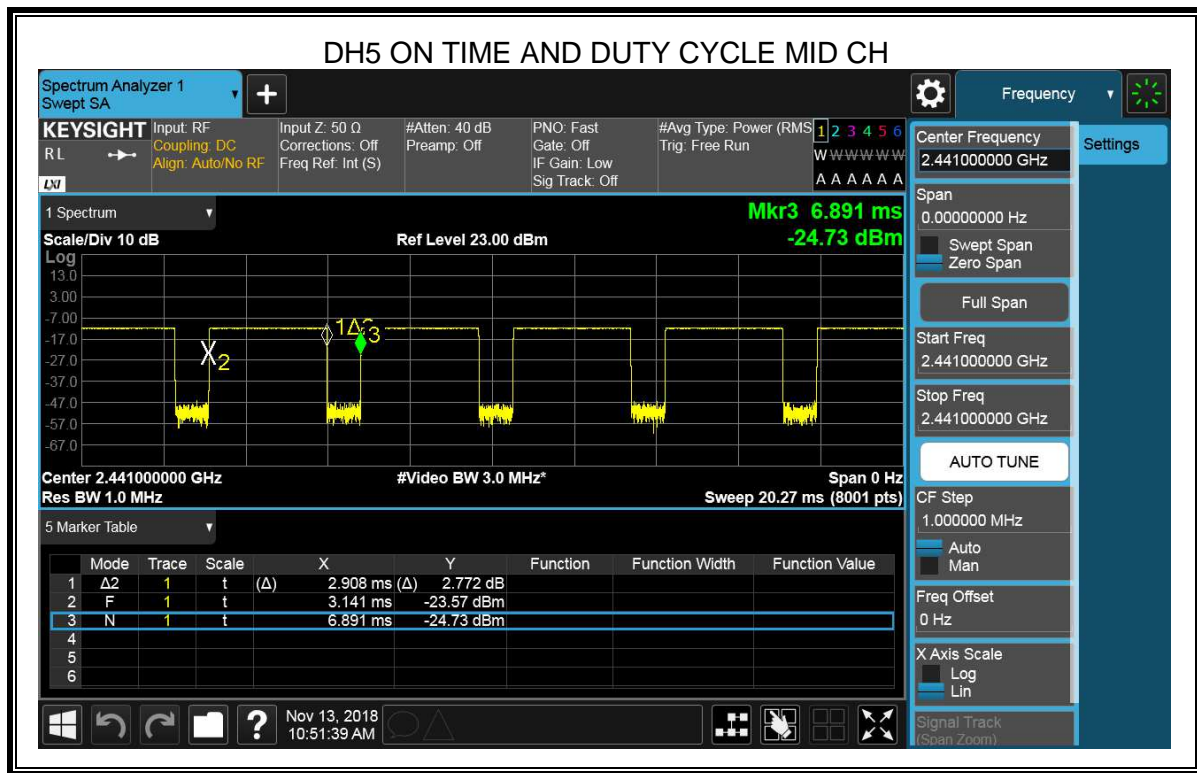 DH5 ON TIME AND DUTY CYCLE MID CH
Spectrum Analyzer 1
Swept SA
+
Frequency
KEYSIGHT
RL
LXI
Input: RF
Coupling: DC
Align: Auto/No RF
Input Z: 50 Ω
Corrections: Off
Freq Ref: Int (S)
#Atten: 40 dB
Preamp: Off
PNO: Fast
Gate: Off
IF Gain: Low
Sig Track: Off
#Avg Type: Power (RMS
Trig: Free Run
1 2 3 4 5 6
W W W W W W
A A A A A A
1 Spectrum
Scale/Div 10 dB
Ref Level 23.00 dBm
Mkr3 6.891 ms
-24.73 dBm
Log
13.0
3.00
-7.00
-17.0
-27.0
-37.0
-47.0
-57.0
-67.0
X2
1Δ2
3
Center 2.441000000 GHz
#Video BW 3.0 MHz*
Span 0 Hz
Res BW 1.0 MHz
Sweep 20.27 ms (8001 pts)
5 Marker Table
Mode Trace Scale X Y Function Function Width Function Value
1 Δ2 1 t (Δ) 2.908 ms (Δ) 2.772 dB
2 F 1 t 3.141 ms -23.57 dBm
3 N 1 t 6.891 ms -24.73 dBm
4
5
6
?
Nov 13, 2018
10:51:39 AM
Center Frequency
2.441000000 GHz
Settings
Span
0.00000000 Hz
Swept Span
Zero Span
Full Span
Start Freq
2.441000000 GHz
Stop Freq
2.441000000 GHz
AUTO TUNE
CF Step
1.000000 MHz
Auto
Man
Freq Offset
0 Hz
X Axis Scale
Log
Lin
Signal Track
(Span Zoom)